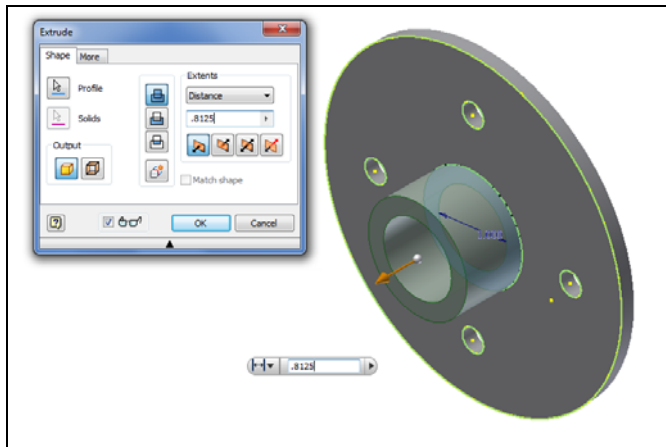 Extrude
Shape More
Profile
Solids
Output
Extents
Distance
.8125
Match shape
OK Cancel
.8125